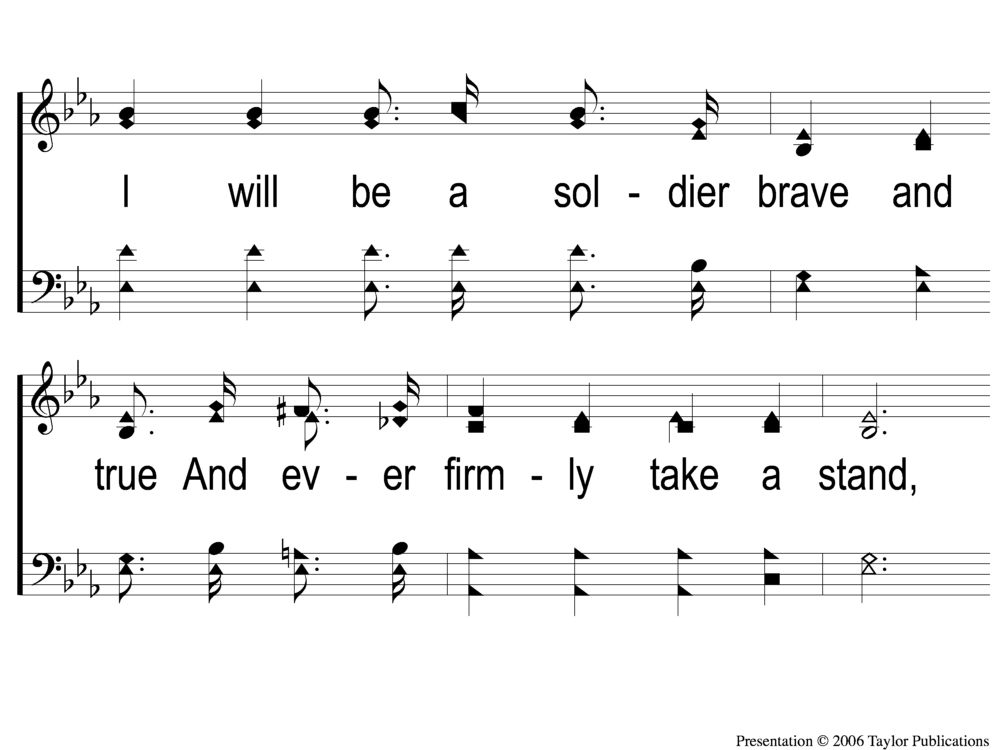 I will be a sol - dier brave and
true And ev - er firm - ly take a stand,
Presentation © 2006 Taylor Publications